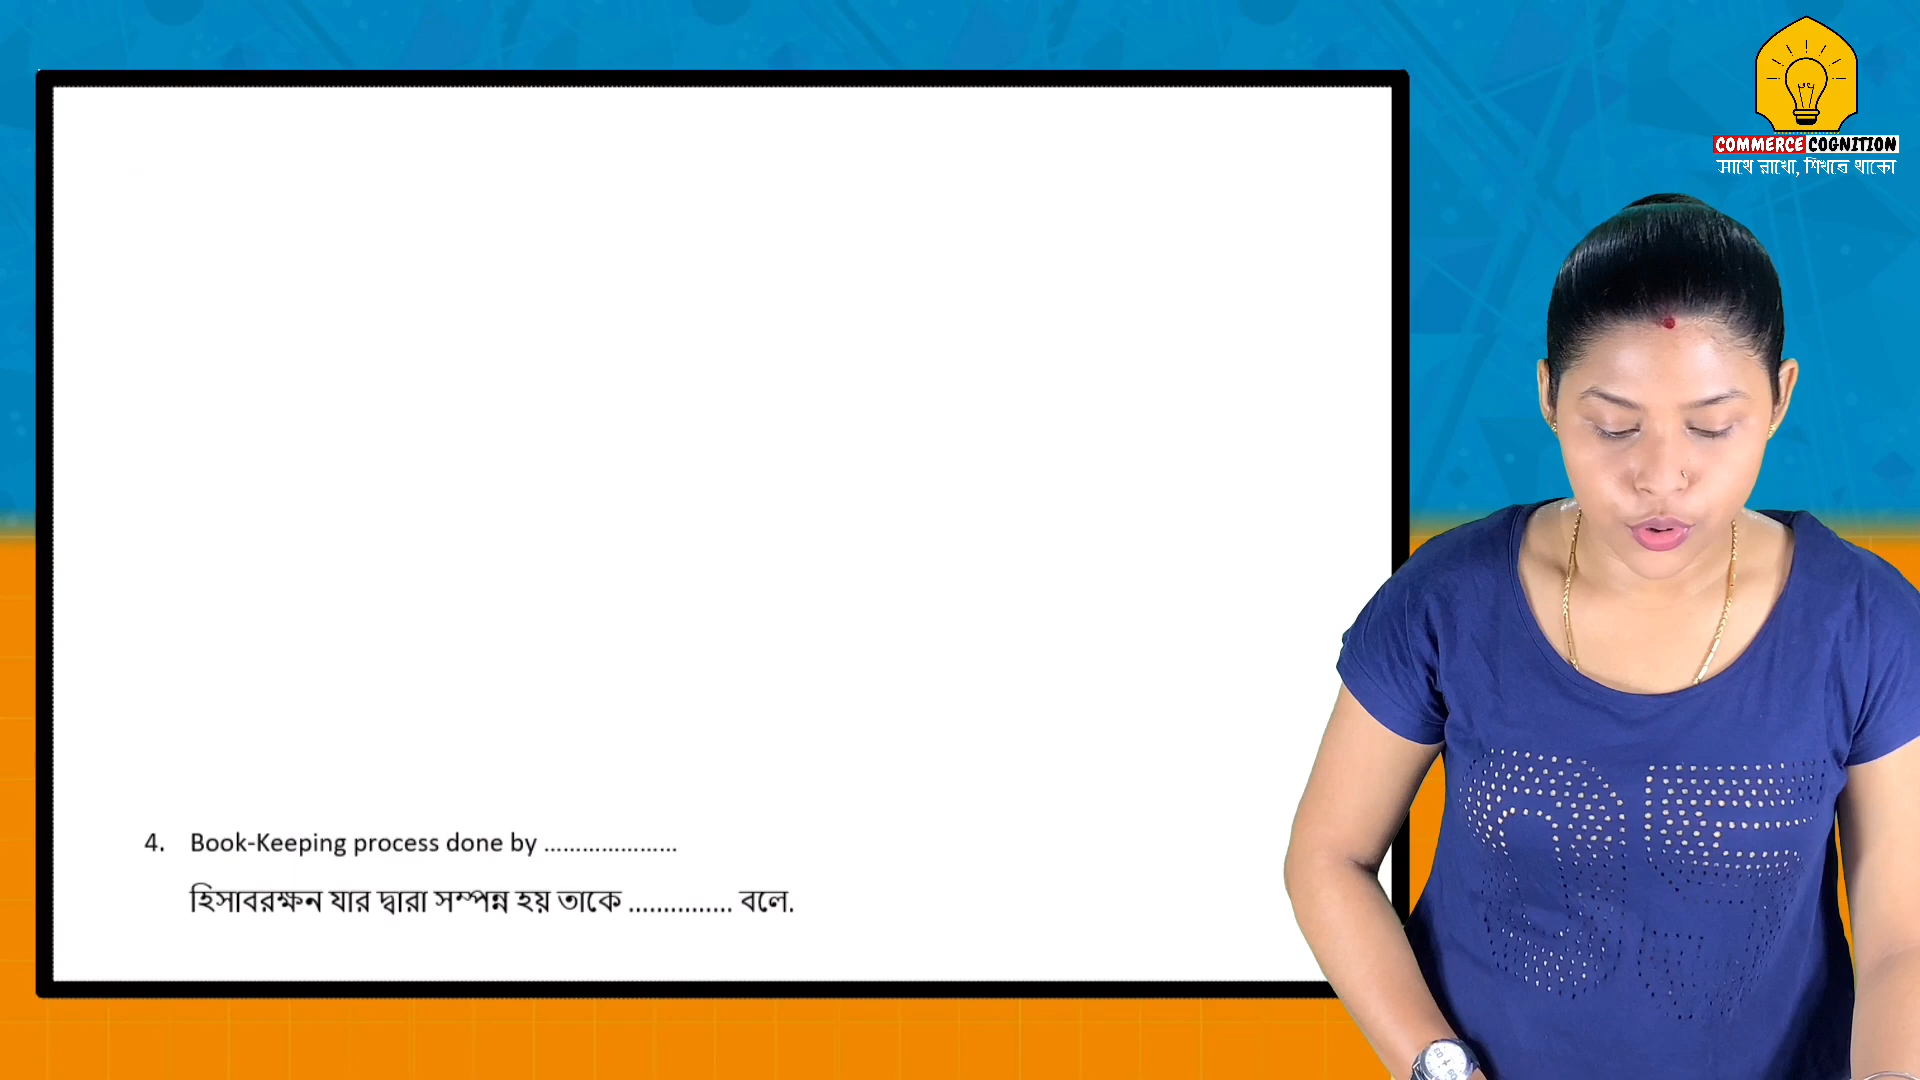 COMMERCE COGNITION
সাথে রাখো, শিখতে থাকো
4. Book-Keeping process done by .....................
হিসাবরক্ষন যার দ্বারা সম্পন্ন হয় তাকে ............... বলে.